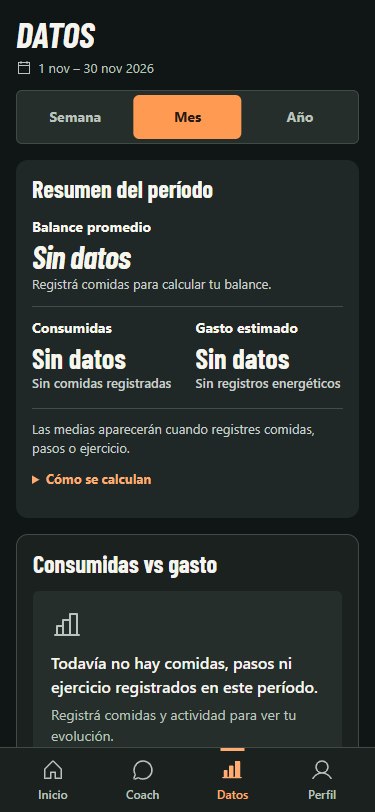 DATOS
1 nov – 30 nov 2026
Semana Mes Año
Resumen del período
Balance promedio
Sin datos
Registrá comidas para calcular tu balance.
Consumidas Gasto estimado
Sin datos Sin datos
Sin comidas registradas Sin registros energéticos
Las medias aparecerán cuando registres comidas,
pasos o ejercicio.
Cómo se calculan
Consumidas vs gasto
Todavía no hay comidas, pasos ni
ejercicio registrados en este período.
Registrá comidas y actividad para ver tu
evolución.
Inicio Coach Datos Perfil